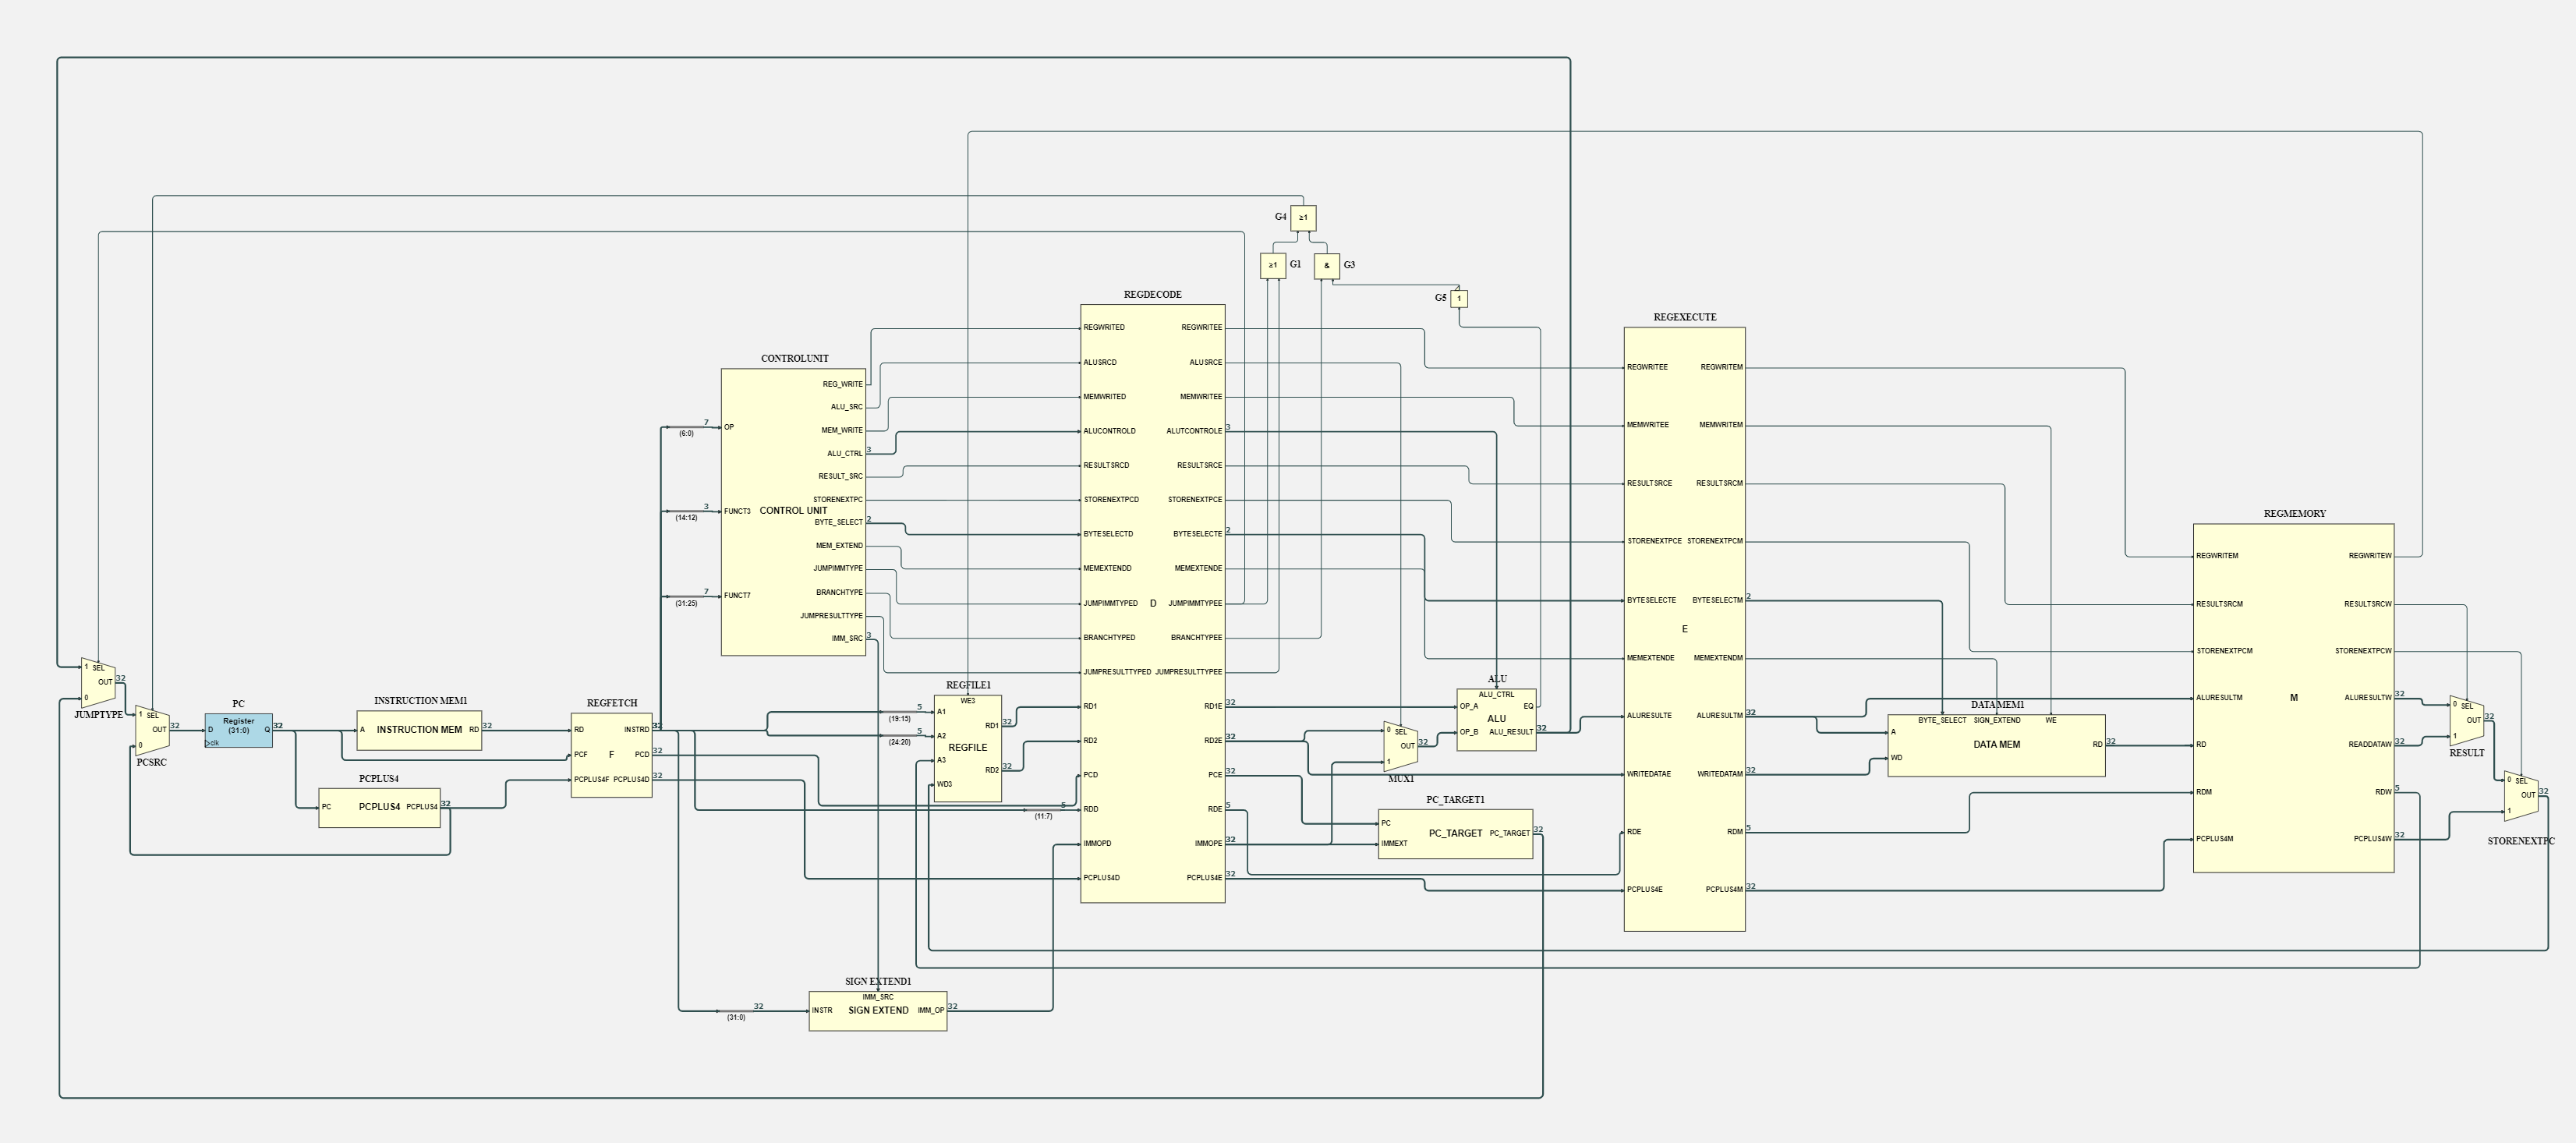 G4
≥1
≥1
G1
&
G3
G5
1
REGDECODE
REGWRITED
REGWRITEE
ALUSRCD
ALUSRCE
MEMWRITED
MEMWRITEE
ALUCONTROLD
ALUTCONTROLE
3
RESULTSRCD
RESULTSRCE
STORENEXTPCD
STORENEXTPCE
BYTESELECTD
BYTESELECTE
2
MEMEXTENDD
MEMEXTENDE
JUMPIMMTYPED
D
JUMPIMMTYPEE
BRANCHTYPED
BRANCHTYPEE
JUMPRESULTTYPED
JUMPRESULTTYPEE
RD1
RD1E
32
RD2
RD2E
32
PCD
PCE
32
5
RDD
RDE
5
(11:7)
IMMOPD
IMMOPE
32
PCPLUS4D
PCPLUS4E
32
CONTROLUNIT
REG_WRITE
ALU_SRC
MEM_WRITE
ALU_CTRL
3
RESULT_SRC
STORENEXTPC
CONTROL UNIT
BYTE_SELECT
2
MEM_EXTEND
JUMPIMMTYPE
BRANCHTYPE
JUMPRESULTTYPE
IMM_SRC
3
7
OP
(6:0)
3
FUNCT3
(14:12)
7
FUNCT7
(31:25)
1
SEL
OUT
32
0
JUMPTYPE
1
SEL
OUT
32
0
PCSRC
PC
Register
(31:0)
D
Q
32
clk
INSTRUCTION MEM1
A
INSTRUCTION MEM
RD
32
PCPLUS4
PC
PCPLUS4
PCPLUS4
32
REGFETCH
RD
INSTRD
32
PCF
F
PCD
32
PCPLUS4F
PCPLUS4D
32
REGFILE1
WE3
5
A1
(19:15)
RD1
32
5
A2
(24:20)
REGFILE
A3
RD2
32
WD3
SIGN EXTEND1
IMM_SRC
32
(31:0)
INSTR
SIGN EXTEND
IMM_OP
32
0
SEL
OUT
32
1
MUX1
ALU
ALU_CTRL
OP_A
EQ
ALU
OP_B
ALU_RESULT
32
PC_TARGET1
PC
PC_TARGET
PC_TARGET
32
IMMEXT
REGEXECUTE
REGWRITEE
REGWRITEM
MEMWRITEE
MEMWRITEM
RESULTSRCE
RESULTSRCM
STORENEXTPCE
STORENEXTPCM
BYTESELECTE
BYTESELECTM
2
E
MEMEXTENDE
MEMEXTENDM
ALURESULTE
ALURESULTM
32
WRITEDATAE
WRITEDATAM
32
RDE
RDM
5
PCPLUS4E
PCPLUS4M
32
DATA MEM1
BYTE_SELECT
SIGN_EXTEND
WE
A
DATA MEM
RD
32
WD
REGMEMORY
REGWRITEM
REGWRITEW
RESULTSRCM
RESULTSRCW
STORENEXTPCM
STORENEXTPCW
ALURESULTM
M
ALURESULTW
32
RD
READDATAW
32
RDM
RDW
5
PCPLUS4M
PCPLUS4W
32
0
SEL
OUT
32
1
RESULT
0
SEL
OUT
32
1
STORENEXTPC